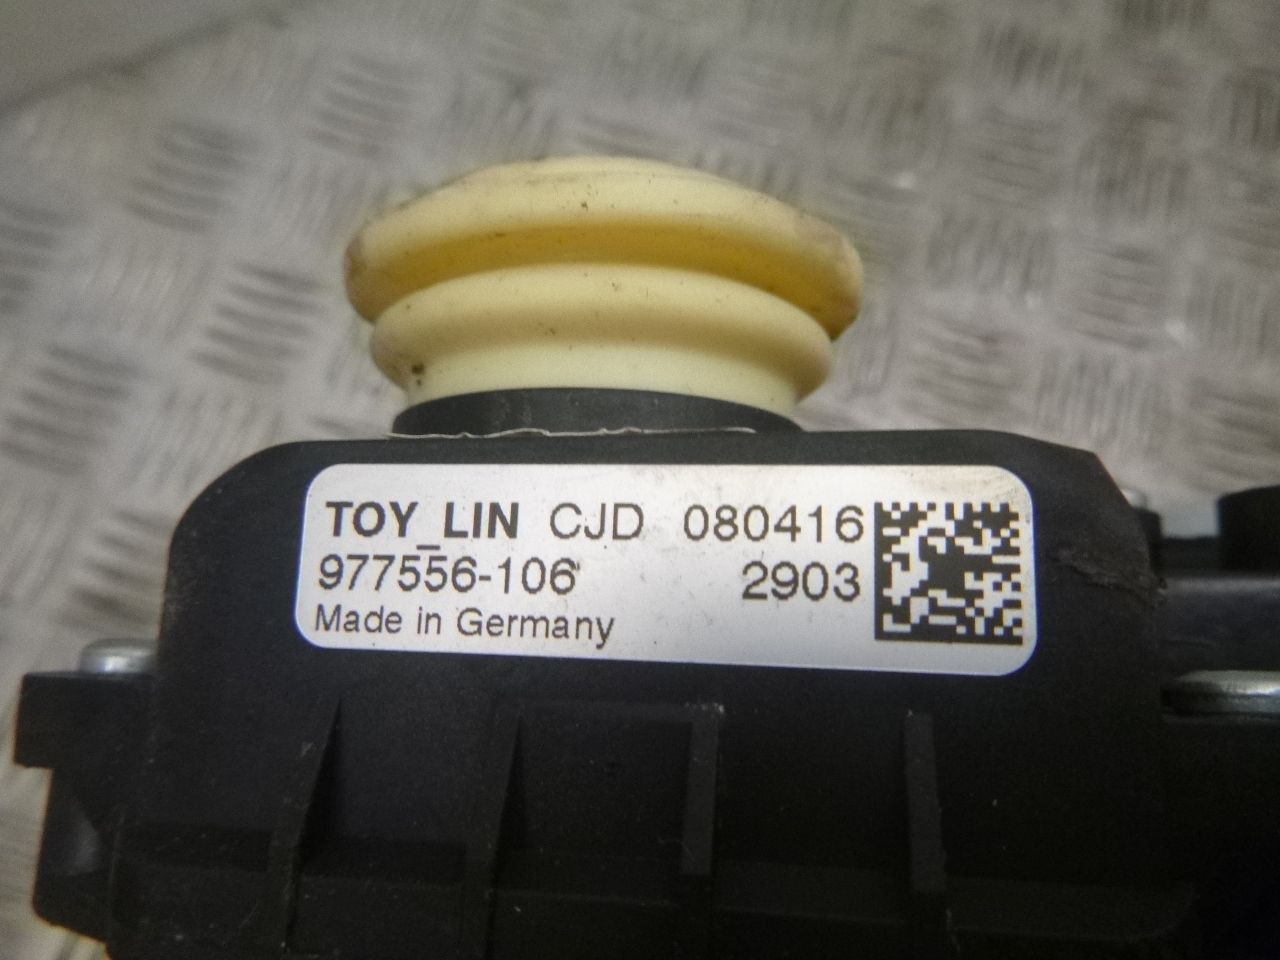 TOY_LIN CJD 080416
977556-106 2903
Made in Germany